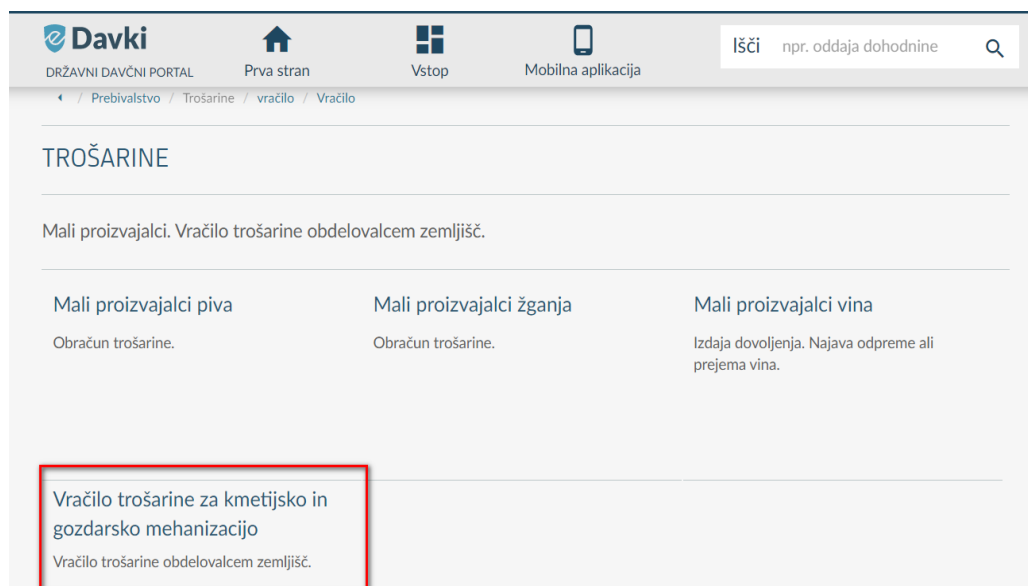 eDavki
DRŽAVNI DAVČNI PORTAL
Prva stran
Vstop
Mobilna aplikacija
Išči npr. oddaja dohodnine
/ Prebivalstvo / Trošarine / vračilo / Vračilo
TROŠARINE
Mali proizvajalci. Vračilo trošarine obdelovalcem zemljišč.
Mali proizvajalci piva
Obračun trošarine.
Mali proizvajalci žganja
Obračun trošarine.
Mali proizvajalci vina
Izdaja dovoljenja. Najava odpreme ali
prejema vina.
Vračilo trošarine za kmetijsko in
gozdarsko mehanizacijo
Vračilo trošarine obdelovalcem zemljišč.